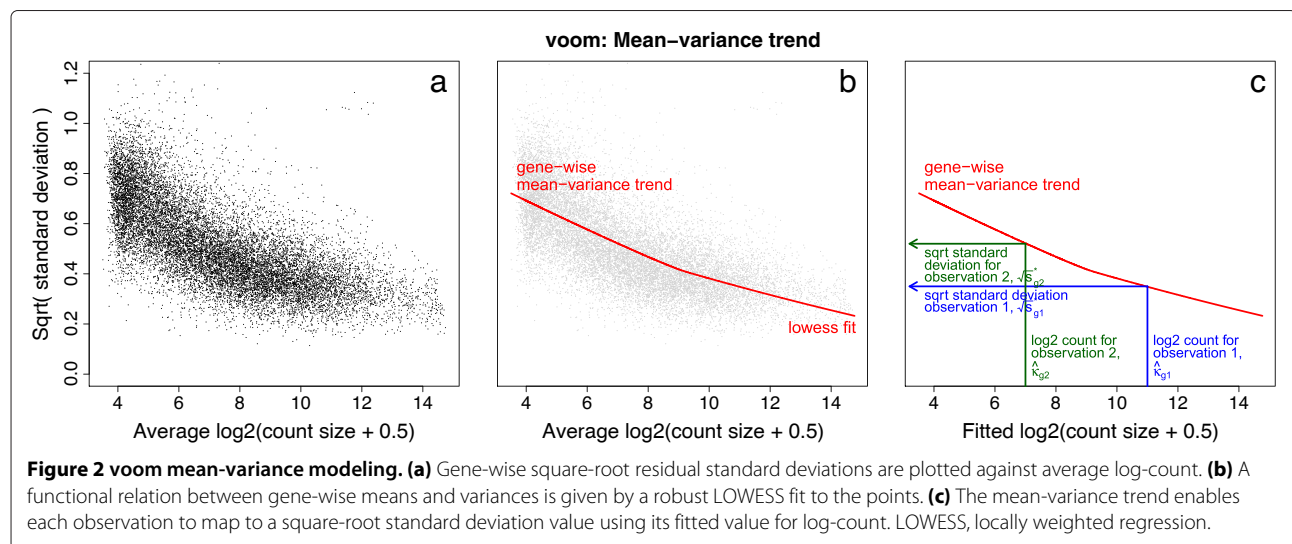 voom: Mean−variance trend
a
b
c
Sqrt( standard deviation )
0.0 0.2 0.4 0.6 0.8 1.0 1.2
4 6 8 10 12 14
Average log2(count size + 0.5)
gene−wise
mean−variance trend
lowess fit
4 6 8 10 12 14
Average log2(count size + 0.5)
gene−wise
mean−variance trend
sqrt standard
deviation for
observation 2, √s*g2
sqrt standard deviation
observation 1, √sg1
log2 count for
observation 2,
κ̂g2
log2 count for
observation 1,
κ̂g1
4 6 8 10 12 14
Fitted log2(count size + 0.5)
Figure 2 voom mean-variance modeling. (a) Gene-wise square-root residual standard deviations are plotted against average log-count. (b) A
functional relation between gene-wise means and variances is given by a robust LOWESS fit to the points. (c) The mean-variance trend enables
each observation to map to a square-root standard deviation value using its fitted value for log-count. LOWESS, locally weighted regression.